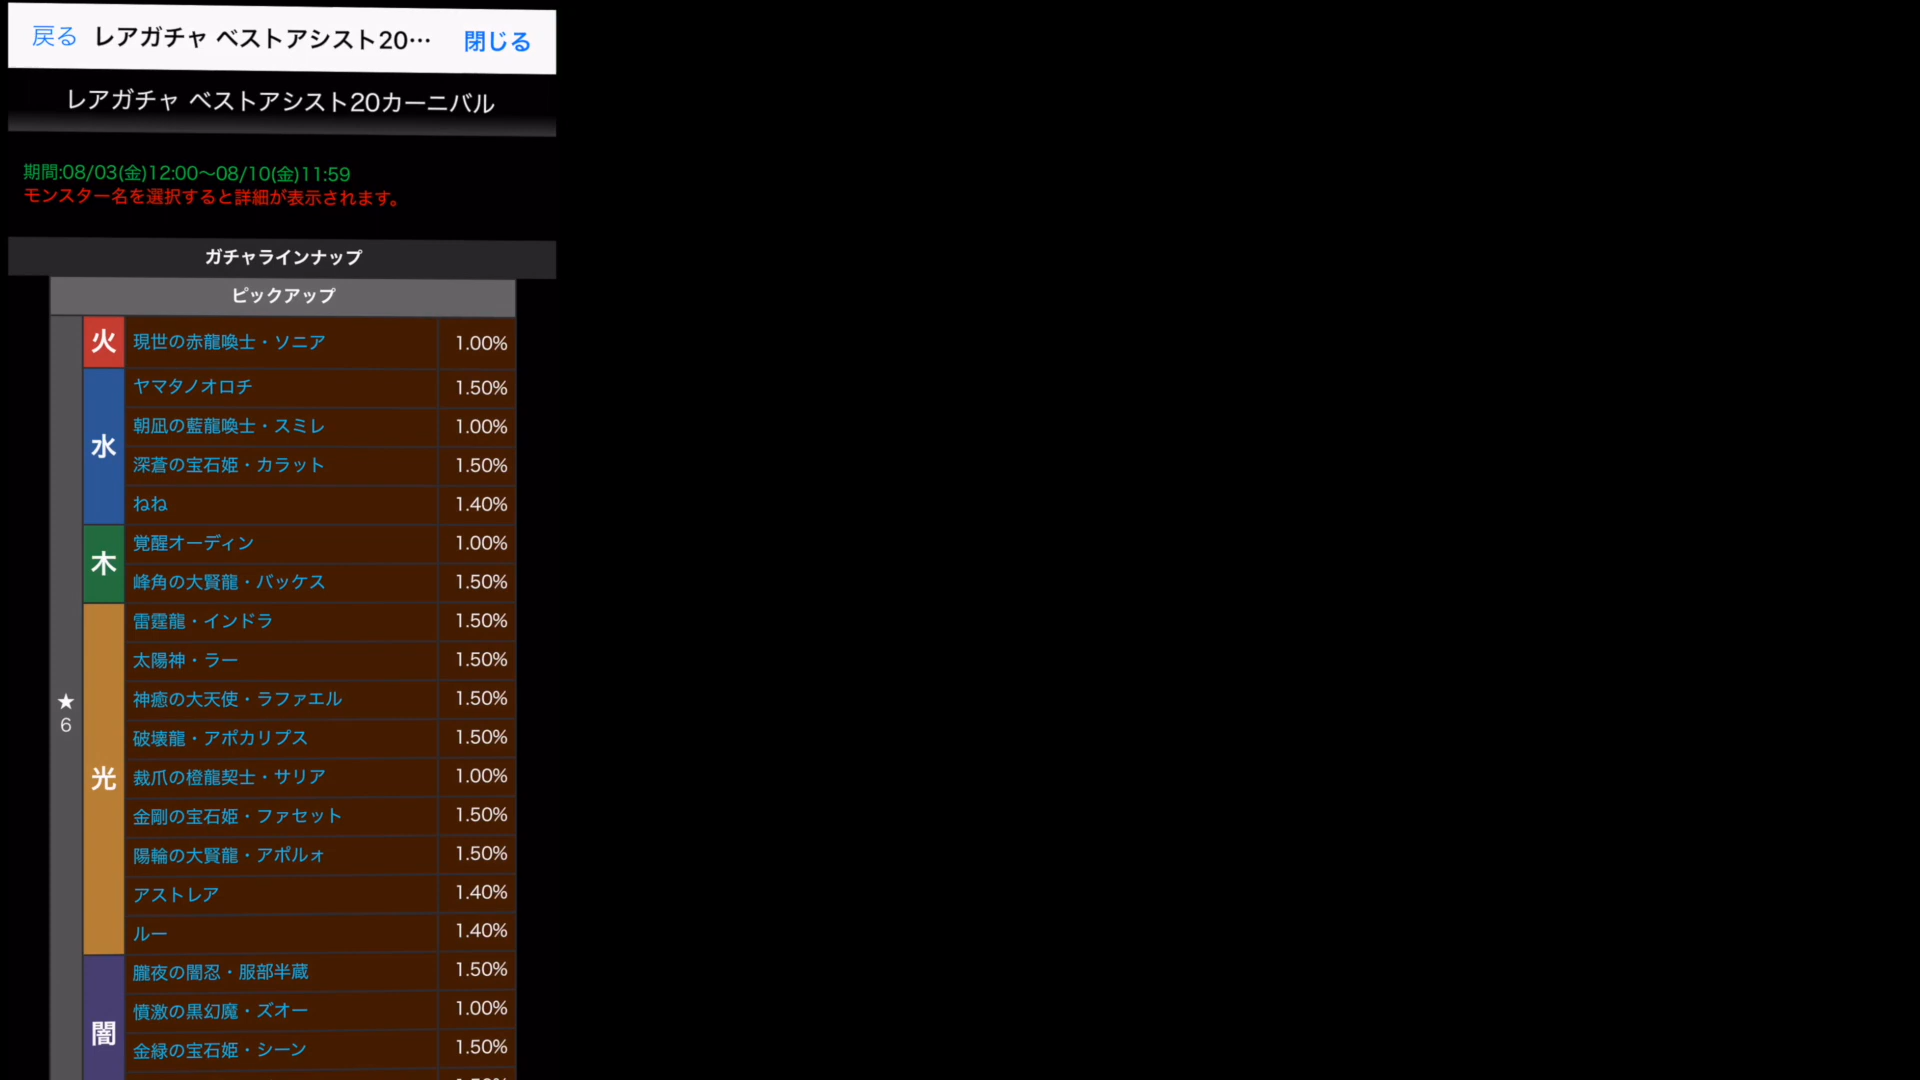 戻る レアガチャ ベストアシスト20… 閉じる
レアガチャ ベストアシスト20カーニバル
期間:08/03(金)12:00〜08/10(金)11:59
モンスター名を選択すると詳細が表示されます。
ガチャラインナップ
ピックアップ
火 現世の赤龍喚士・ソニア 1.00%
ヤマタノオロチ 1.50%
朝凪の藍龍喚士・スミレ 1.00%
水
深蒼の宝石姫・カラット 1.50%
ねね 1.40%
覚醒オーディン 1.00%
木
峰角の大賢龍・バッケス 1.50%
雷霆龍・インドラ 1.50%
太陽神・ラー 1.50%
神癒の大天使・ラファエル 1.50%
★
6
破壊龍・アポカリプス 1.50%
光 裁爪の橙龍契士・サリア 1.00%
金剛の宝石姫・ファセット 1.50%
陽輪の大賢龍・アポルォ 1.50%
アストレア 1.40%
ルー 1.40%
朧夜の闇忍・服部半蔵 1.50%
憤激の黒幻魔・ズオー 1.00%
闇
金緑の宝石姫・シーン 1.50%